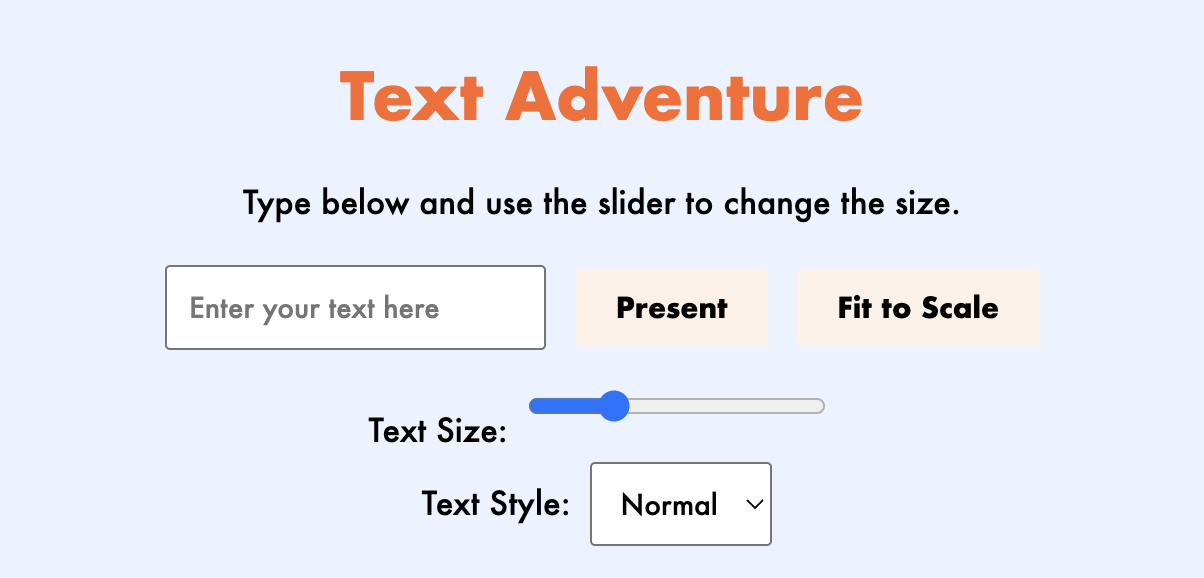 Text Adventure
Type below and use the slider to change the size.
Enter your text here
Present
Fit to Scale
Text Size:
Text Style:
Normal